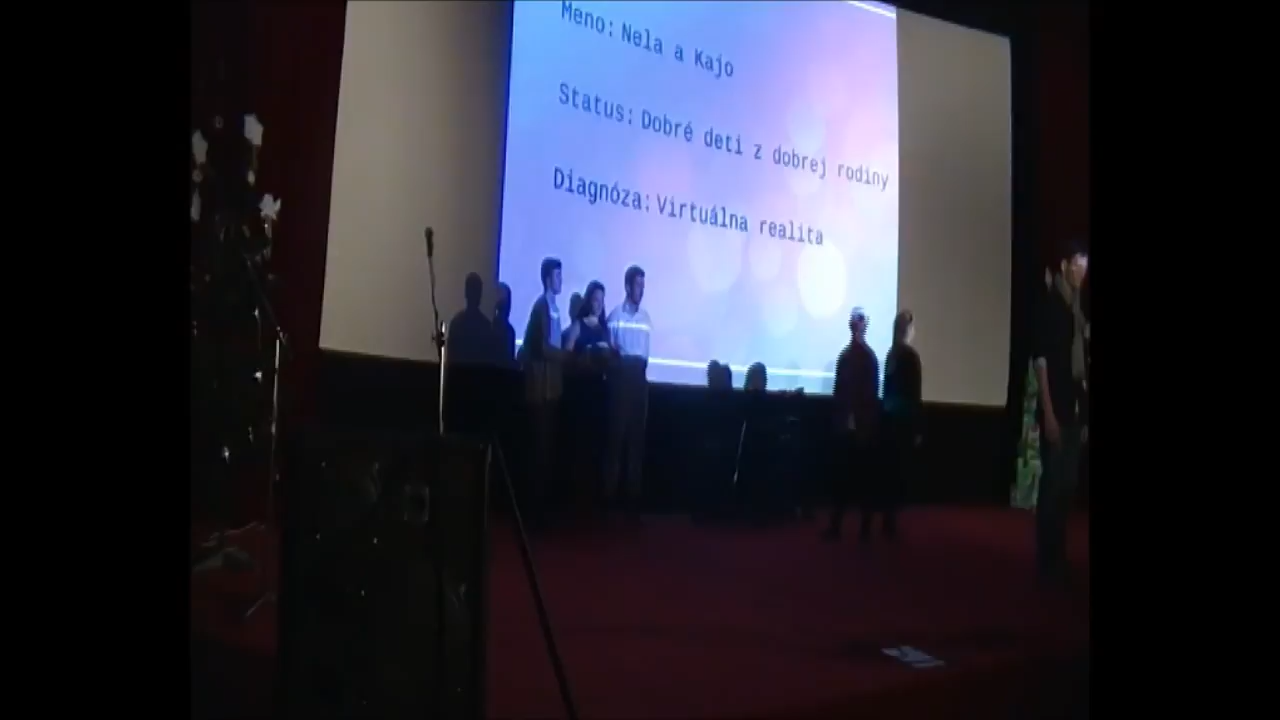 Meno: Nela a Kajo
Status: Dobré deti z dobrej rodiny
Diagnóza: Virtuálna realita